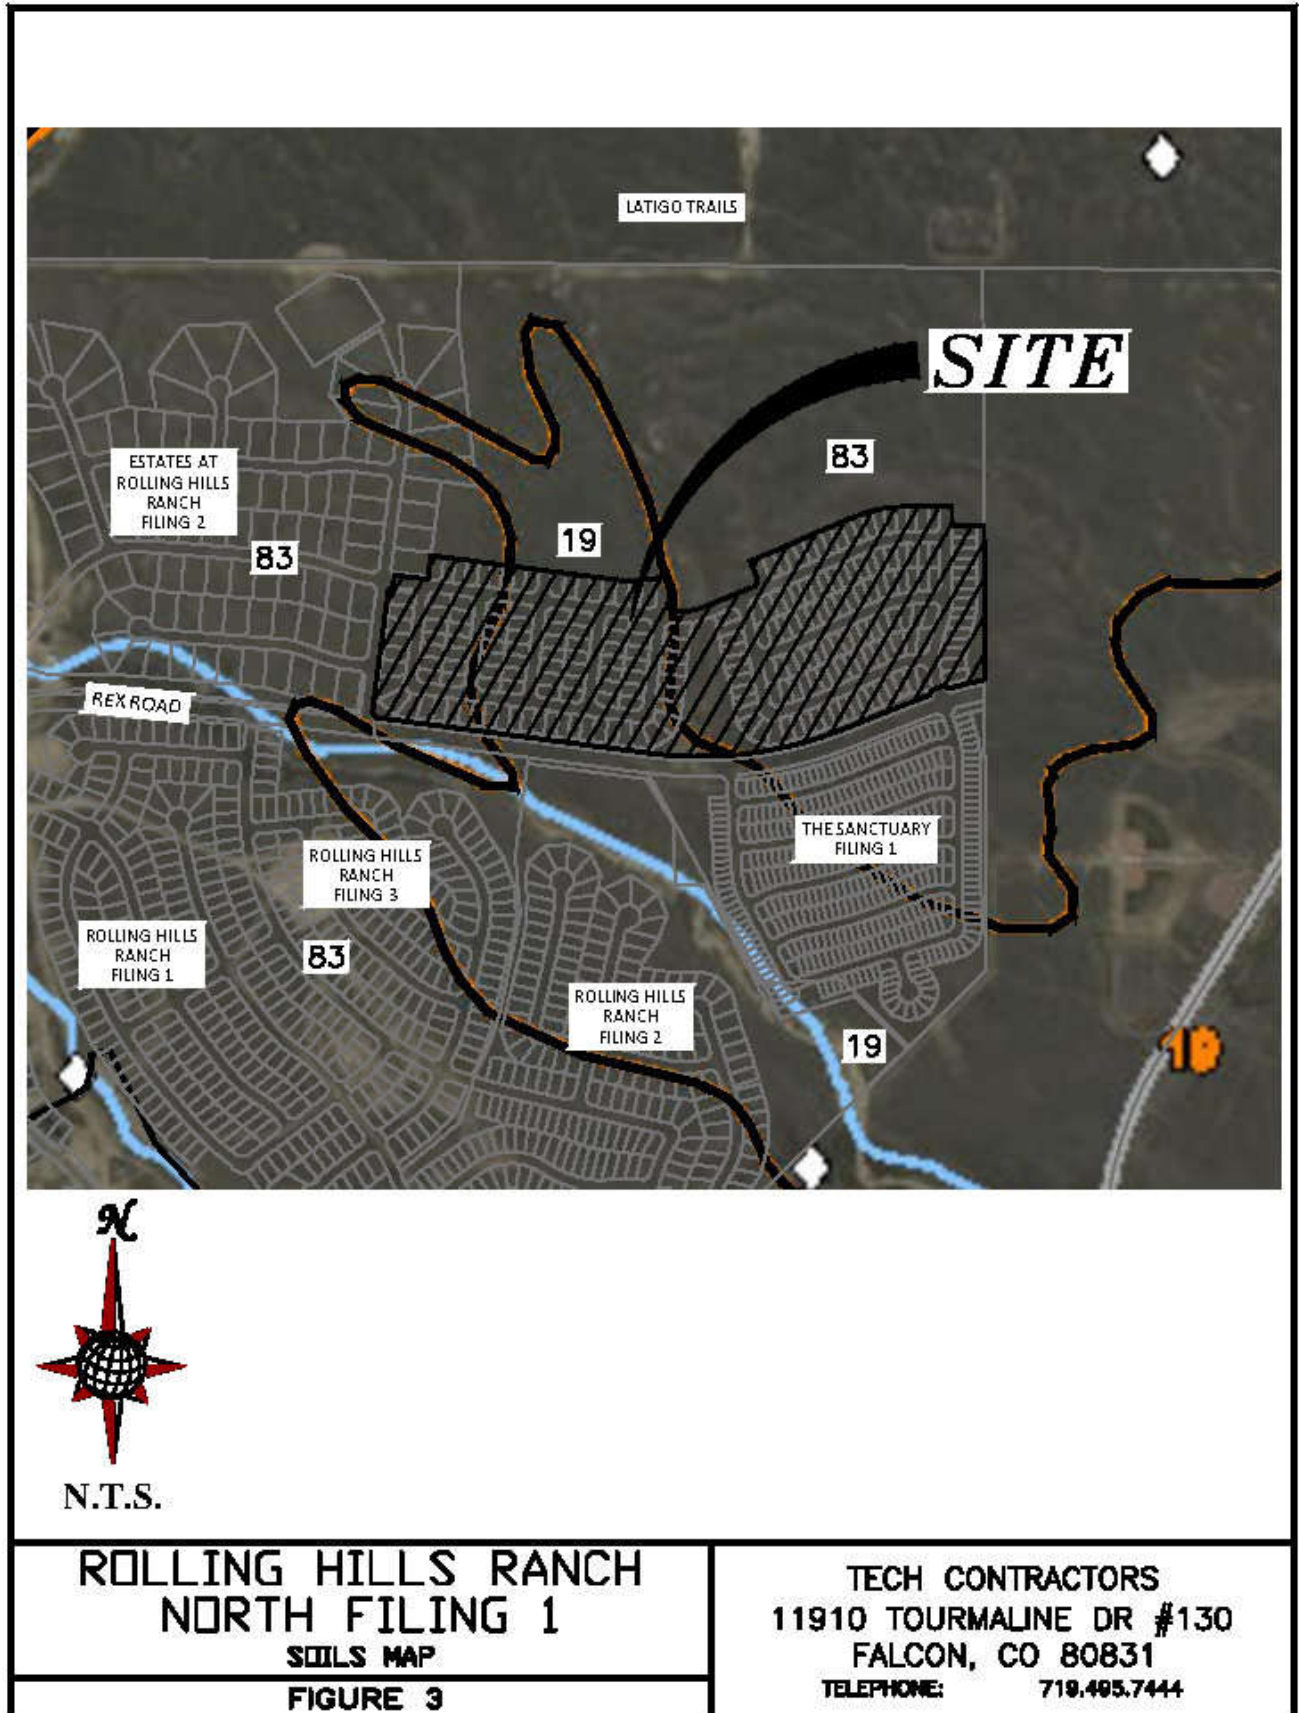 LATIGO TRAILS
SITE
83
ESTATES AT
ROLLING HILLS
RANCH
FILING 2
19
83
REX ROAD
THE SANCTUARY
FILING 1
ROLLING HILLS
RANCH
FILING 3
ROLLING HILLS
RANCH
FILING 1
83
ROLLING HILLS
RANCH
FILING 2
19
19
N
N.T.S.
ROLLING HILLS RANCH
NORTH FILING 1
SOILS MAP
FIGURE 3
TECH CONTRACTORS
11910 TOURMALINE DR #130
FALCON, CO 80831
TELEPHONE: 719.495.7444